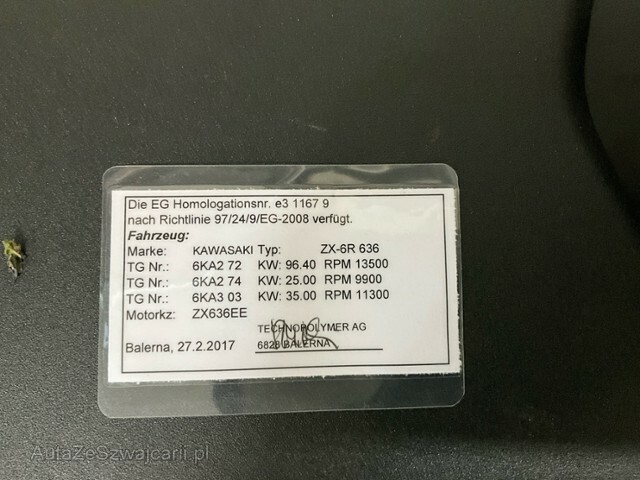 Die EG Homologationsnr. e3 1167 9
nach Richtlinie 97/24/9/EG-2008 verfügt.
Fahrzeug:
Marke: KAWASAKI Typ: ZX-6R 636
TG Nr.: 6KA2 72 KW: 96.40 RPM 13500
TG Nr.: 6KA2 74 KW: 25.00 RPM 9900
TG Nr.: 6KA3 03 KW: 35.00 RPM 11300
Motorkz: ZX636EE
TECHNOPOLYMER AG
Balerna, 27.2.2017 6828 BALERNA
AutaZeSzwajcarii.pl